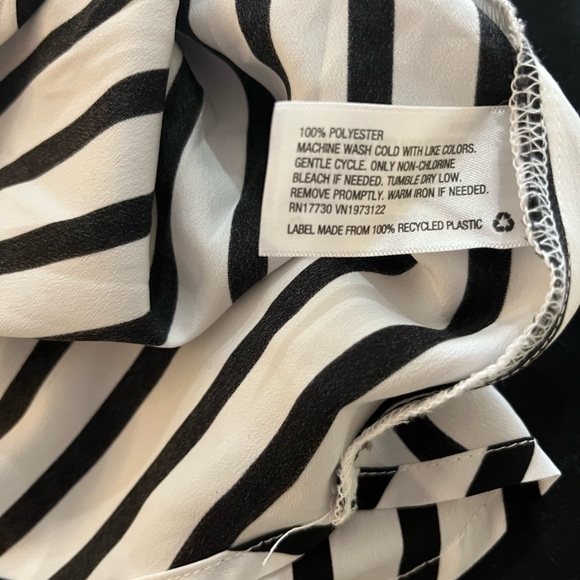 100% POLYESTER
MACHINE WASH COLD WITH LIKE COLORS.
GENTLE CYCLE. ONLY NON-CHLORINE
BLEACH IF NEEDED. TUMBLE DRY LOW.
REMOVE PROMPTLY. WARM IRON IF NEEDED.
RN17730 VN1973122
LABEL MADE FROM 100% RECYCLED PLASTIC